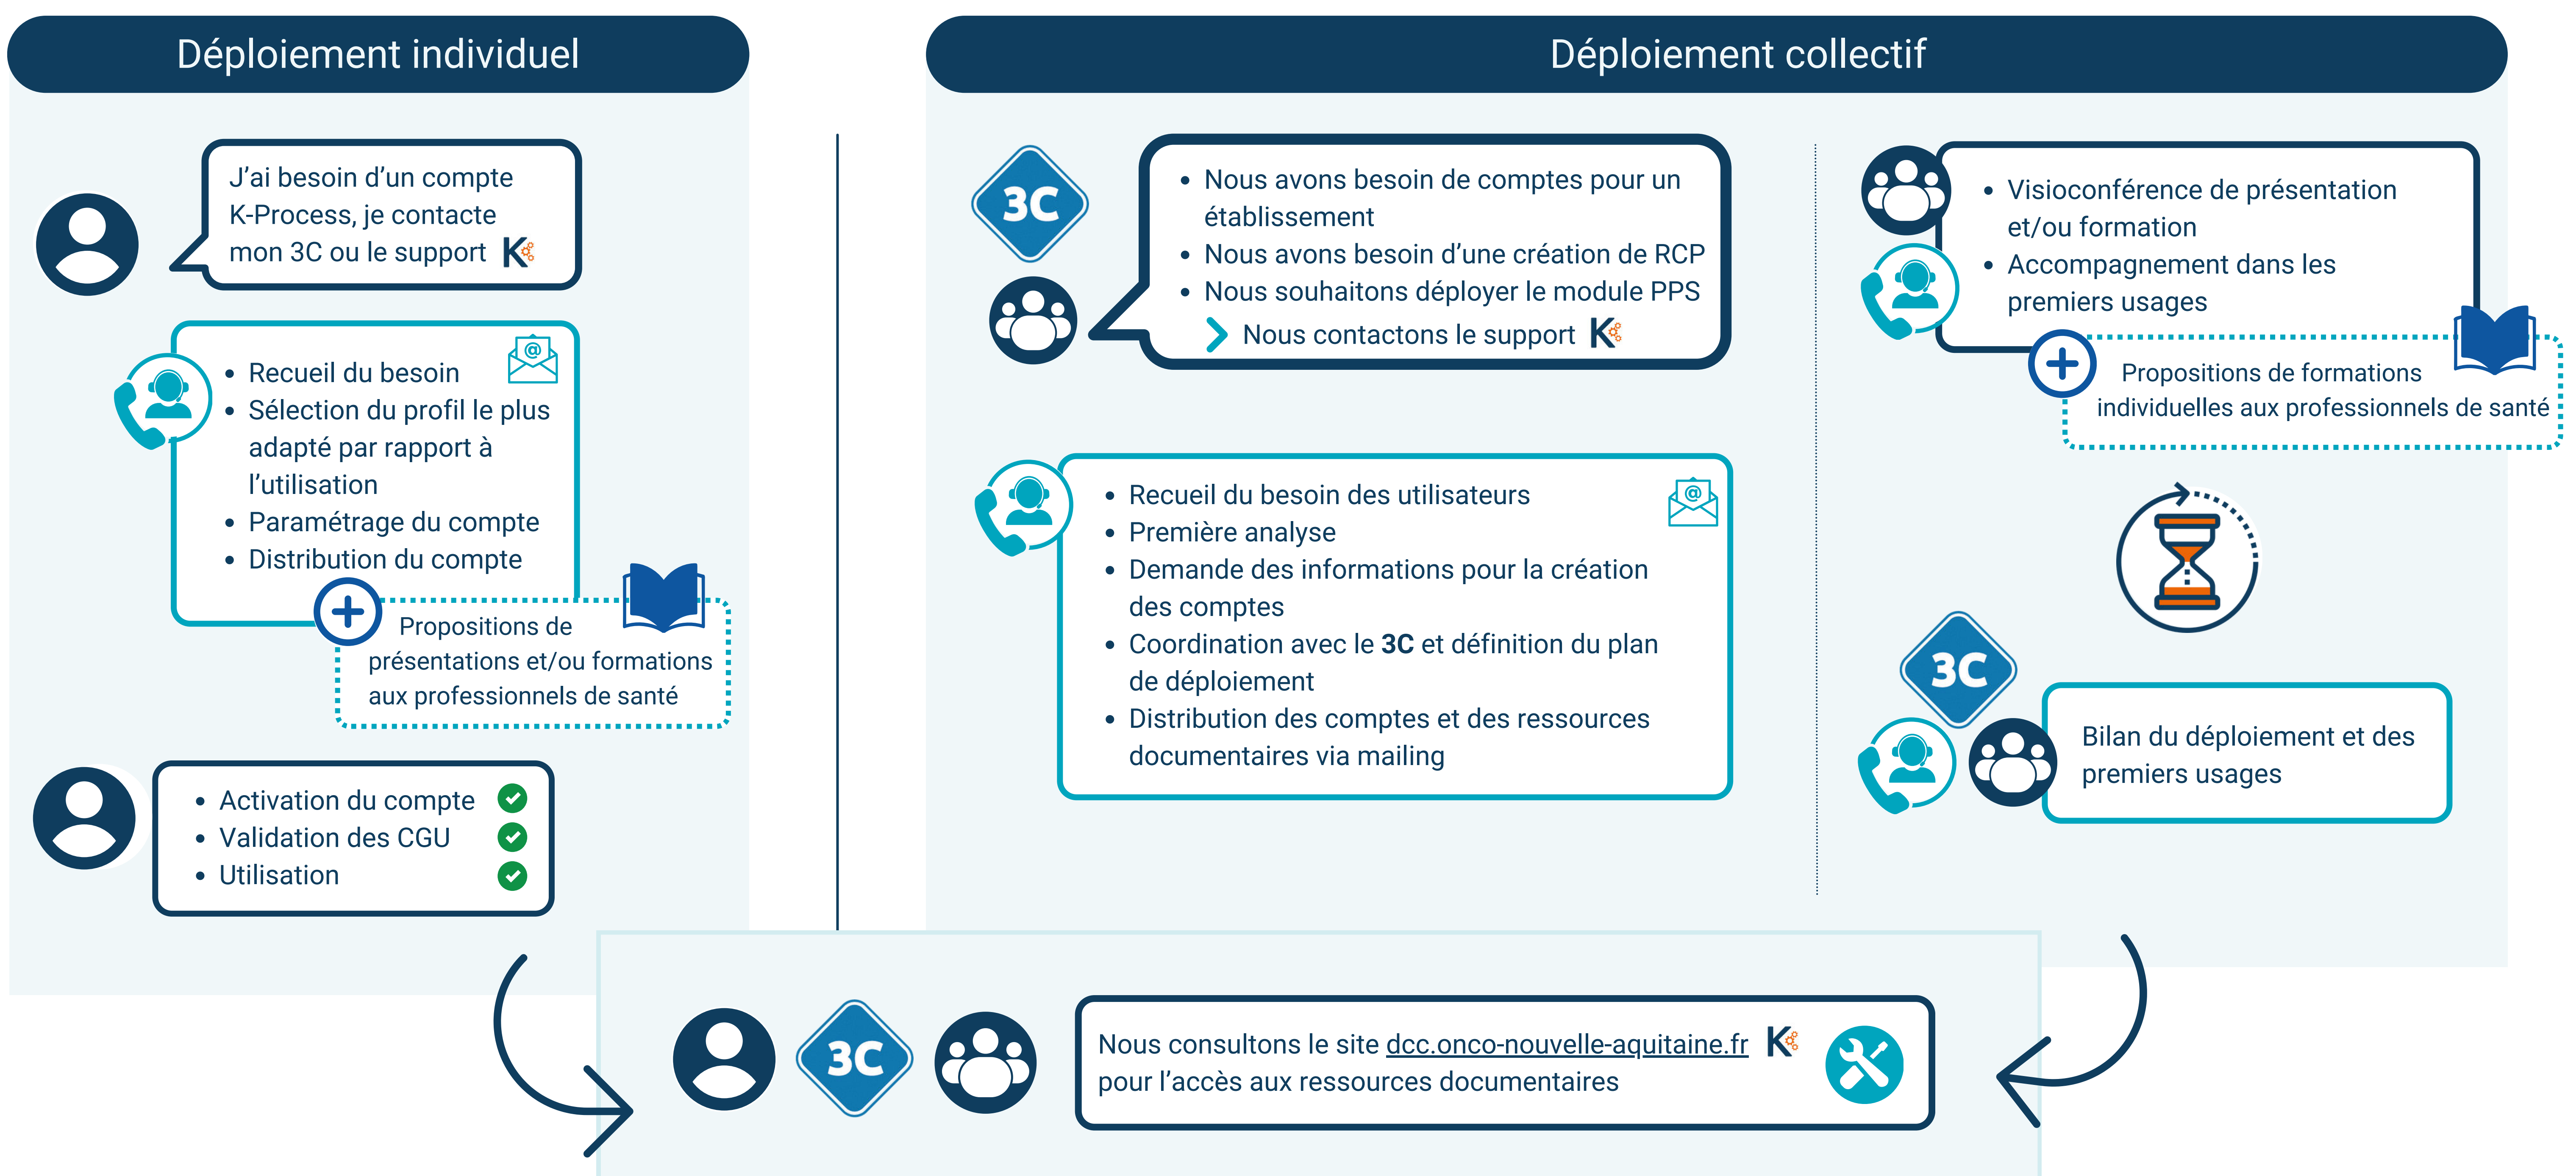 Déploiement individuel
J’ai besoin d’un compte
K-Process, je contacte
mon 3C ou le support K
@
• Recueil du besoin
• Sélection du profil le plus
adapté par rapport à
l’utilisation
• Paramétrage du compte
• Distribution du compte
Propositions de
présentations et/ou formations
aux professionnels de santé
• Activation du compte
• Validation des CGU
• Utilisation
Déploiement collectif
3C
• Nous avons besoin de comptes pour un
établissement
• Nous avons besoin d’une création de RCP
• Nous souhaitons déployer le module PPS
Nous contactons le support K
@
• Recueil du besoin des utilisateurs
• Première analyse
• Demande des informations pour la création
des comptes
• Coordination avec le 3C et définition du plan
de déploiement
• Distribution des comptes et des ressources
documentaires via mailing
• Visioconférence de présentation
et/ou formation
• Accompagnement dans les
premiers usages
Propositions de formations
individuelles aux professionnels de santé
3C
Bilan du déploiement et des
premiers usages
3C
Nous consultons le site dcc.onco-nouvelle-aquitaine.fr K
pour l’accès aux ressources documentaires